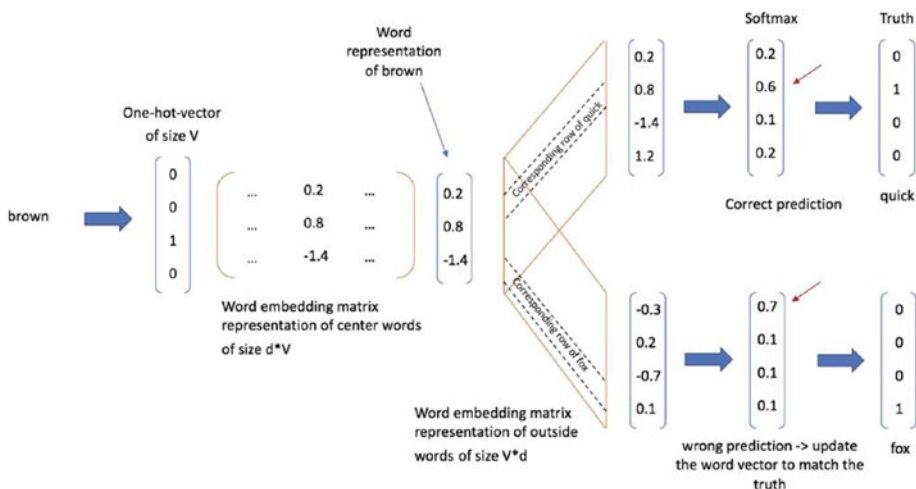 Word
representation
of brown
Softmax
Truth
One-hot-vector
of size V
brown
0
0
1
0
... 0.2 ...
... 0.8 ...
... -1.4 ...
Word embedding matrix
representation of center words
of size d*V
0.2
0.8
-1.4
Corresponding row of quick
Corresponding row of fox
Word embedding matrix
representation of outside
words of size V*d
0.2
0.8
-1.4
1.2
0.2
0.6
0.1
0.2
Correct prediction
0
1
0
0
quick
-0.3
0.2
-0.7
0.1
0.7
0.1
0.1
0.1
wrong prediction -> update
the word vector to match the
truth
0
0
0
1
fox